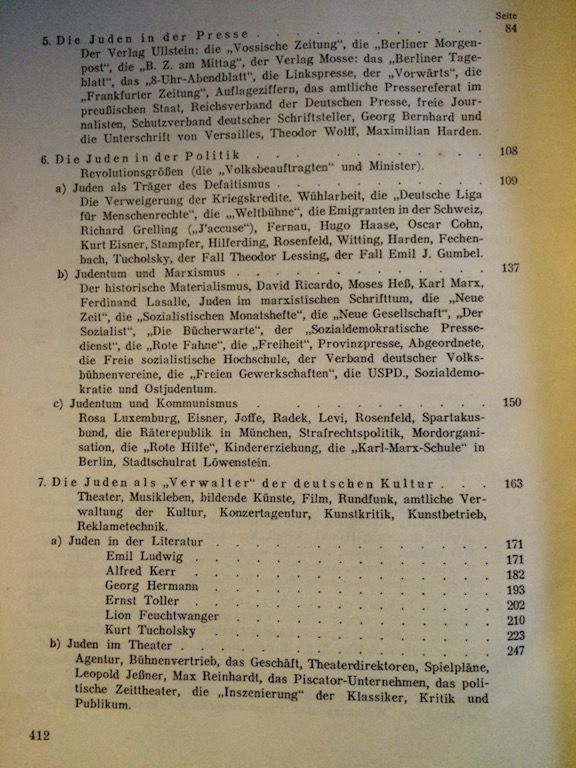 Seite
5. Die Juden in der Presse . . . . . . . . . . 84
Der Verlag Ullstein: die „Vossische Zeitung“, die „Berliner Morgen-
post“, die „B. Z. am Mittag“, der Verlag Mosse: das „Berliner Tage-
blatt“, das „8-Uhr-Abendblatt“, die Linkspresse, der „Vorwärts“, die
„Frankfurter Zeitung“, Auflageziffern, das amtliche Pressereferat im
preußischen Staat, Reichsverband der Deutschen Presse, freie Jour-
nalisten, Schutzverband deutscher Schriftsteller, Georg Bernhard und
die Unterschrift von Versailles, Theodor Wolff, Maximilian Harden.
6. Die Juden in der Politik . . . . . . . . . . 108
Revolutionsgrößen (die „Volksbeauftragten“ und Minister).
a) Juden als Träger des Defaitismus . . . . . . . . . 109
Die Verweigerung der Kriegskredite. Wühlarbeit, die „Deutsche Liga
für Menschenrechte“, die „„Weltbühne“, die Emigranten in der Schweiz,
Richard Grelling („J'accuse“), Fernau, Hugo Haase, Oscar Cohn,
Kurt Eisner, Stampfer, Hilferding, Rosenfeld, Witting, Harden, Fechen-
bach, Tucholsky, der Fall Theodor Lessing, der Fall Emil J. Gumbel.
b) Judentum und Marxismus . . . . . . . . . . 137
Der historische Materialismus, David Ricardo, Moses Heß, Karl Marx,
Ferdinand Lasalle, Juden im marxistischen Schrifttum, die „Neue
Zeit“, die „Sozialistischen Monatshefte“, die „Neue Gesellschaft“, „Der
Sozialist“, „Die Bücherwarte“, der „Sozialdemokratische Presse-
dienst“, die „Rote Fahne“, die „Freiheit“, Provinzpresse, Abgeordnete,
die Freie sozialistische Hochschule, der Verband deutscher Volks-
bühnenvereine, die „Freien Gewerkschaften“, die USPD., Sozialdemo-
kratie und Ostjudentum.
c) Judentum und Kommunismus . . . . . . . . . . 150
Rosa Luxemburg, Eisner, Joffe, Radek, Levi, Rosenfeld, Spartakus-
bund, die Räterepublik in München, Strafrechtspolitik, Mordorgani-
sation, die „Rote Hilfe“, Kindererziehung, die „Karl-Marx-Schule“ in
Berlin, Stadtschulrat Löwenstein.
7. Die Juden als „Verwalter“ der deutschen Kultur . . . 163
Theater, Musikleben, bildende Künste, Film, Rundfunk, amtliche Ver-
waltung der Kultur, Konzertagentur, Kunstkritik, Kunstbetrieb,
Reklametechnik.
a) Juden in der Literatur . . . . . . . . . . . 171
Emil Ludwig . . . . . . . . . . . . 171
Alfred Kerr . . . . . . . . . . . . 182
Georg Hermann . . . . . . . . . . . 193
Ernst Toller . . . . . . . . . . . . 202
Lion Feuchtwanger . . . . . . . . . . 210
Kurt Tucholsky . . . . . . . . . . . 223
b) Juden im Theater . . . . . . . . . . . . 247
Agentur, Bühnenvertrieb, das Geschäft, Theaterdirektoren, Spielpläne,
Leopold Jeßner, Max Reinhardt, das Piscator-Unternehmen, das poli-
tische Zeittheater, die „Inszenierung“ der Klassiker, Kritik und
Publikum.
412